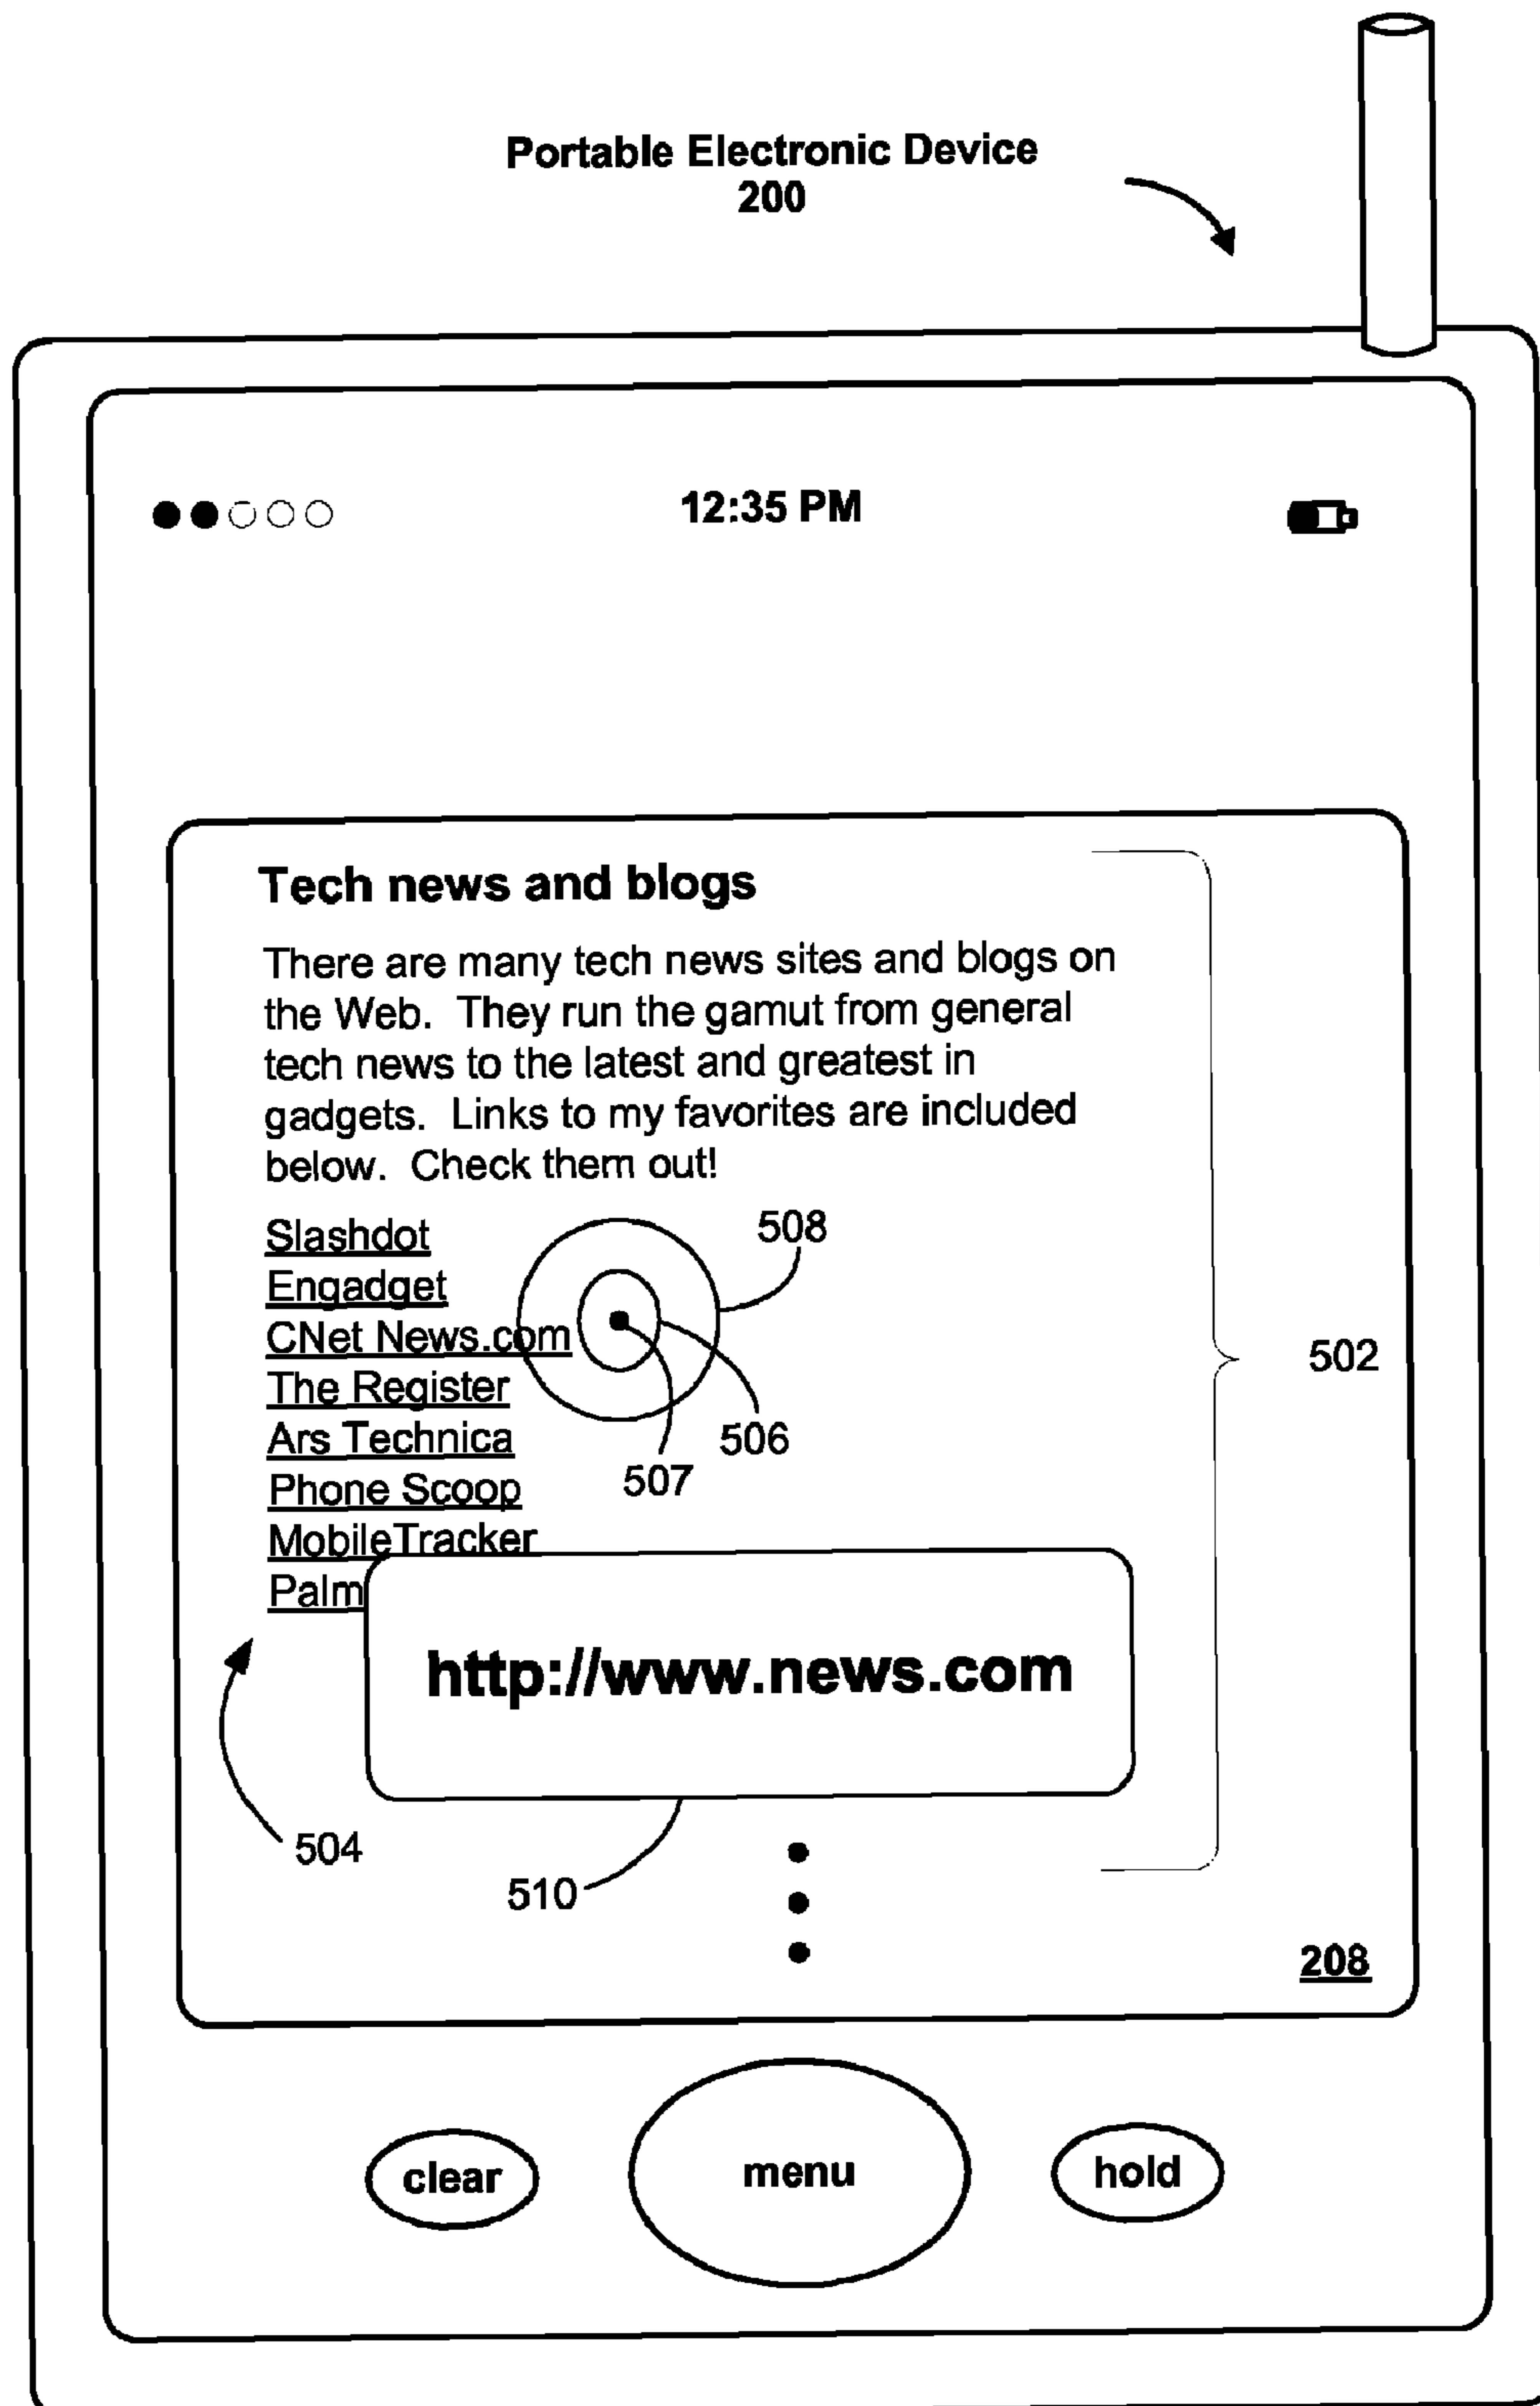 Portable Electronic Device
200
12:35 PM
Tech news and blogs
There are many tech news sites and blogs on
the Web. They run the gamut from general
tech news to the latest and greatest in
gadgets. Links to my favorites are included
below. Check them out!
Slashdot
508
Engadget
CNet News.com
502
The Register
Ars Technica
506
Phone Scoop
507
MobileTracker
Palm
http://www.news.com
504
510
208
clear
menu
hold